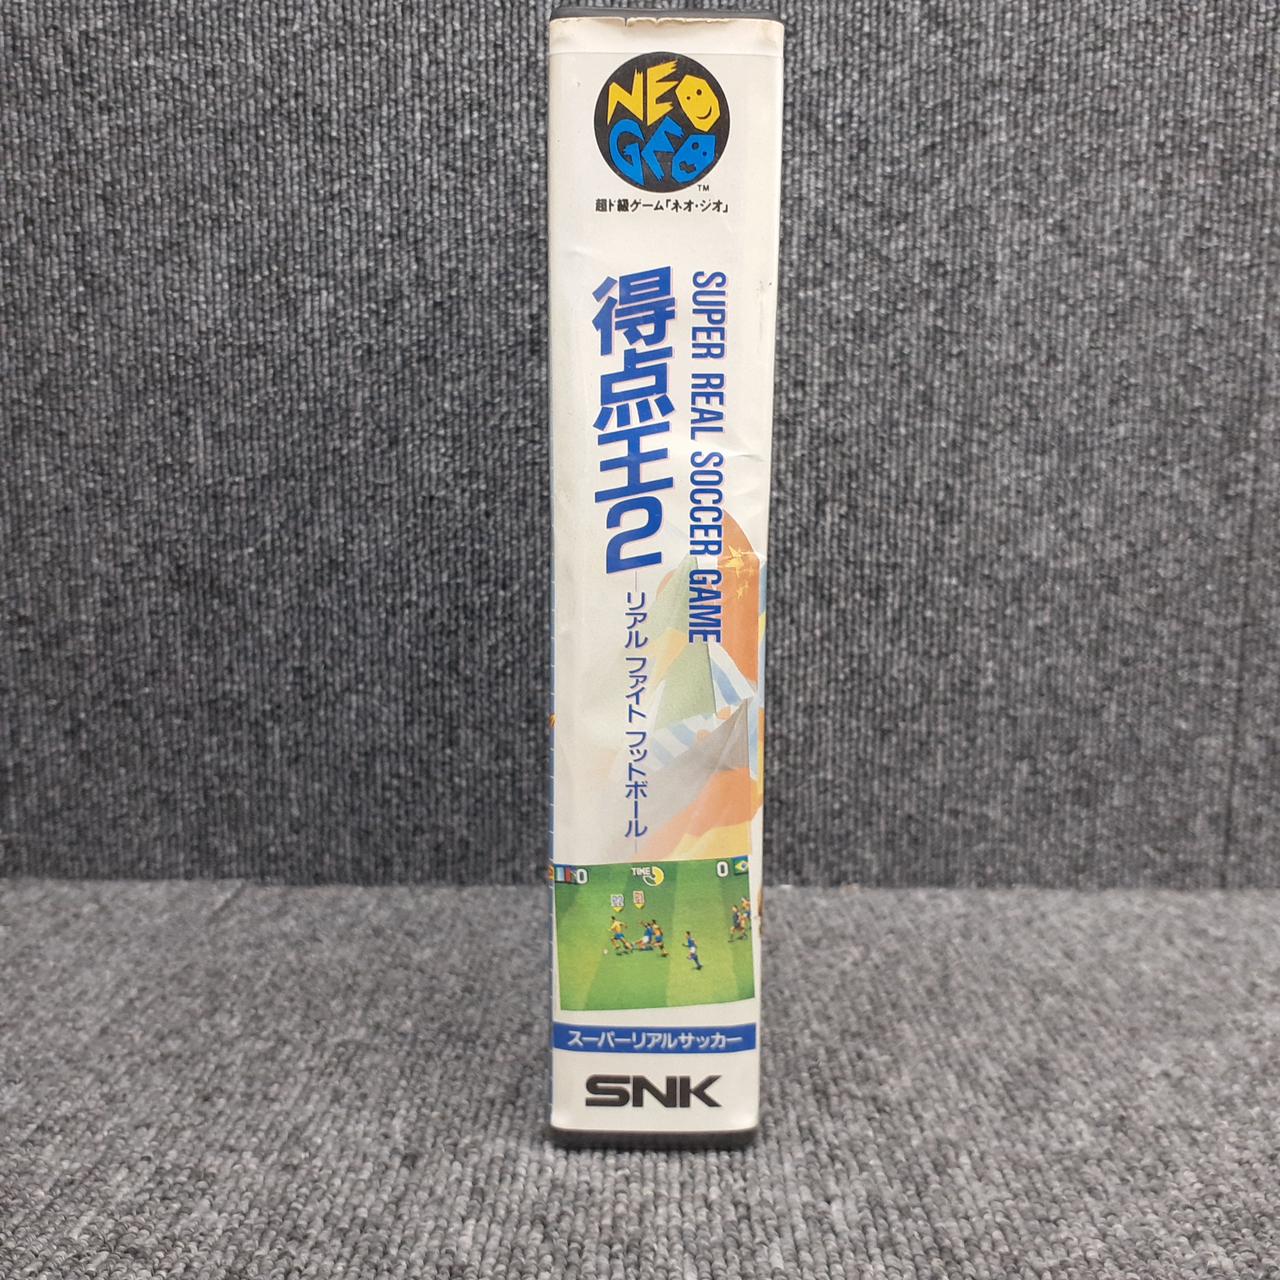 NEO
GEO
TM
超ド級ゲーム「ネオ・ジオ」
SUPER REAL SOCCER GAME
得点王2
リアル ファイト フットボール
0
TIME
0
スーパーリアルサッカー
SNK